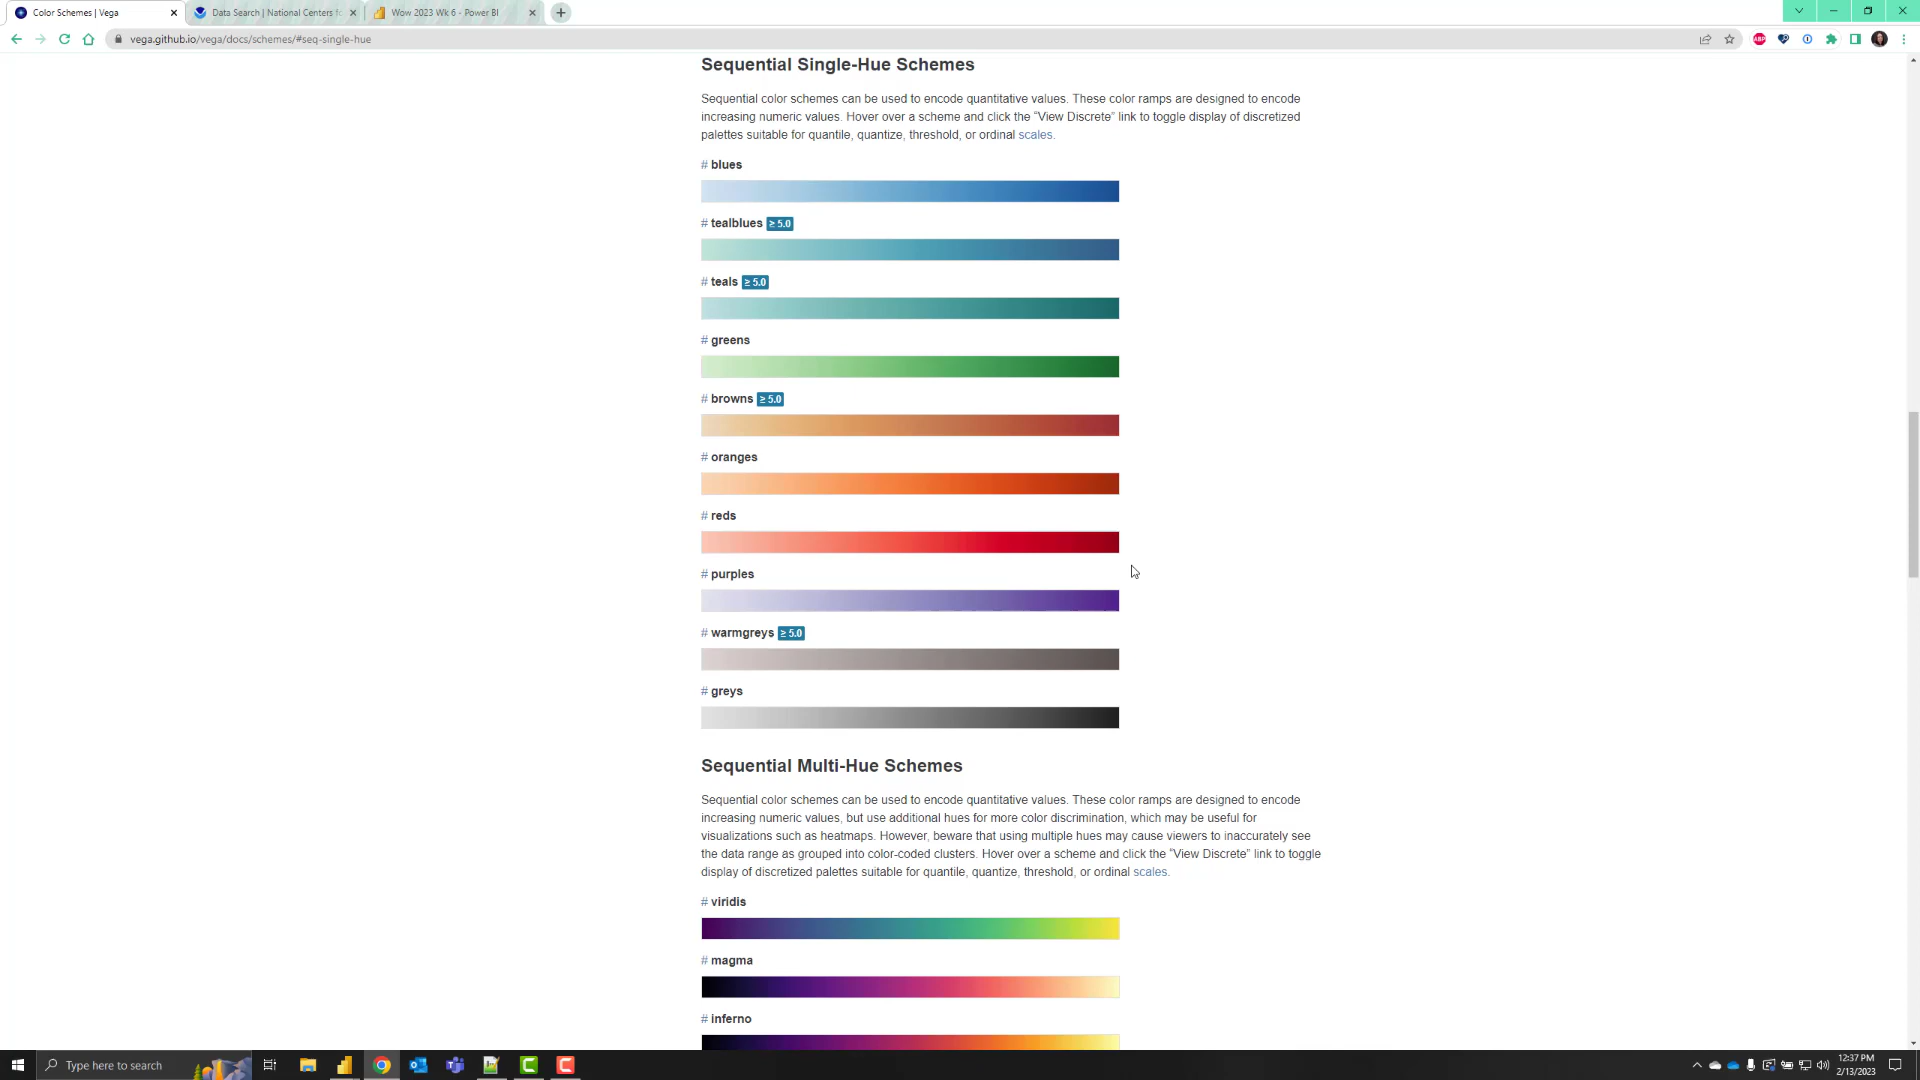 Color Schemes | Vega
Data Search | National Centers fo
Wow 2023 Wk 6 - Power BI
vega.github.io/vega/docs/schemes/#seq-single-hue
ABP
Sequential Single-Hue Schemes
Sequential color schemes can be used to encode quantitative values. These color ramps are designed to encode
increasing numeric values. Hover over a scheme and click the “View Discrete” link to toggle display of discretized
palettes suitable for quantile, quantize, threshold, or ordinal scales.
# blues
# tealblues ≥ 5.0
# teals ≥ 5.0
# greens
# browns ≥ 5.0
# oranges
# reds
# purples
# warmgreys ≥ 5.0
# greys
Sequential Multi-Hue Schemes
Sequential color schemes can be used to encode quantitative values. These color ramps are designed to encode
increasing numeric values, but use additional hues for more color discrimination, which may be useful for
visualizations such as heatmaps. However, beware that using multiple hues may cause viewers to inaccurately see
the data range as grouped into color-coded clusters. Hover over a scheme and click the “View Discrete” link to toggle
display of discretized palettes suitable for quantile, quantize, threshold, or ordinal scales.
# viridis
# magma
# inferno
Type here to search
12:37 PM
2/13/2023